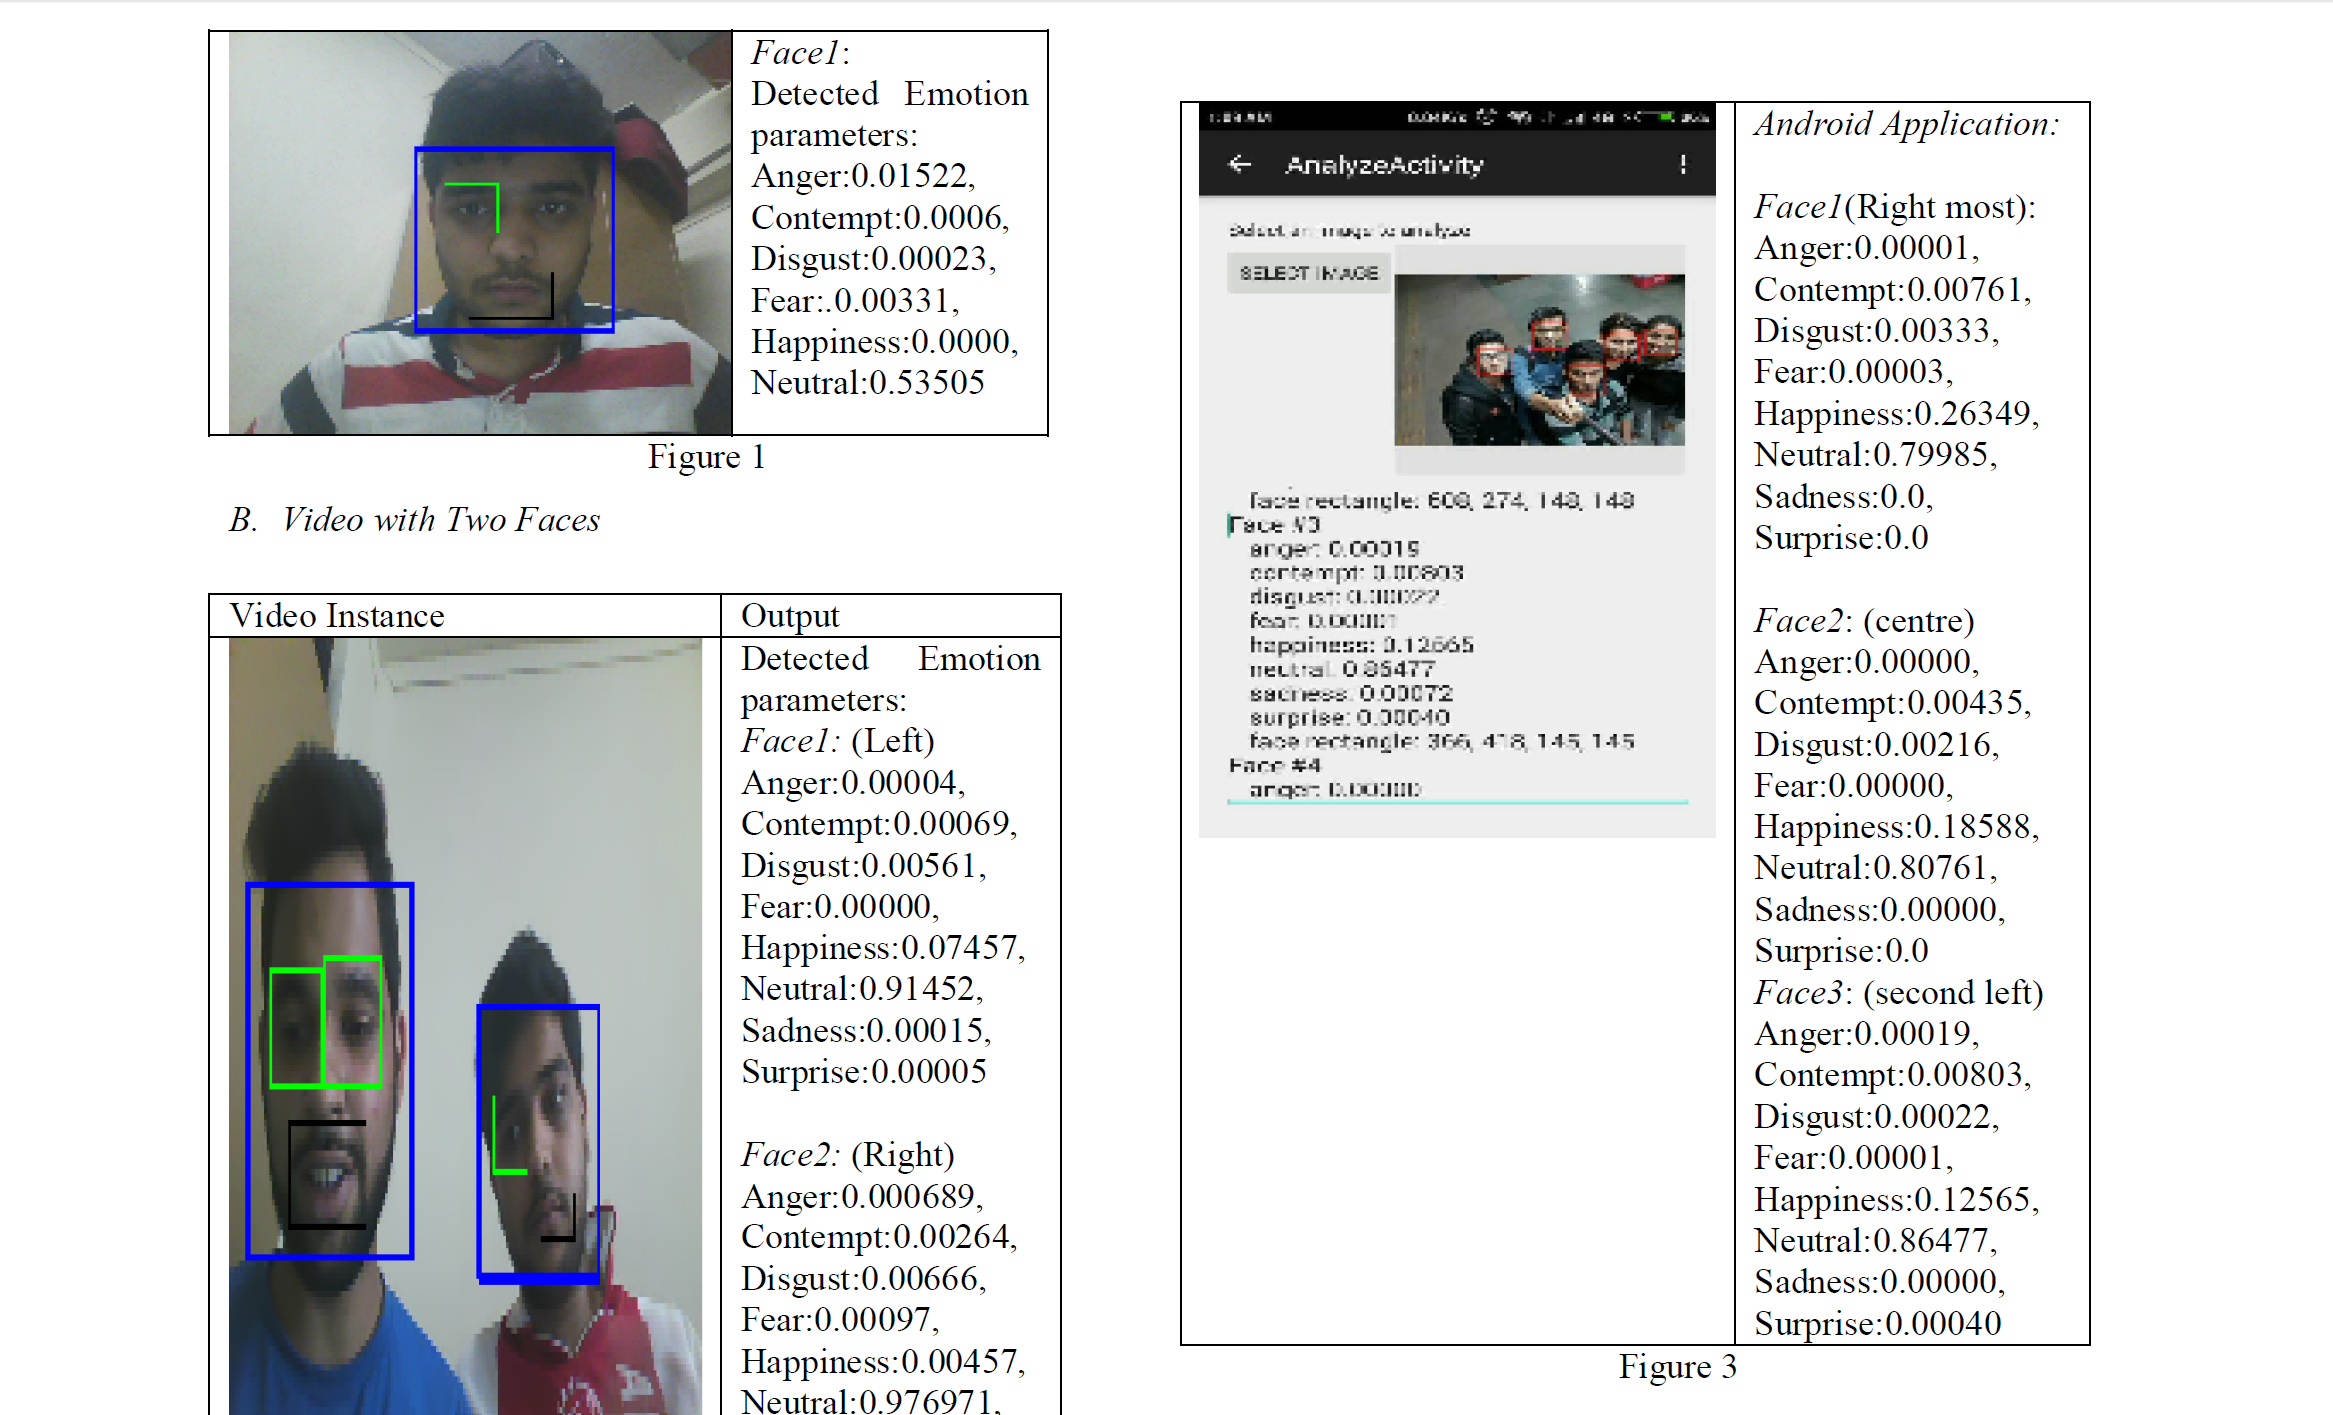 Face1:
Detected Emotion
parameters:
Anger:0.01522,
Contempt:0.0006,
Disgust:0.00023,
Fear:.0.00331,
Happiness:0.0000,
Neutral:0.53505
Figure 1
B. Video with Two Faces
Video Instance
Output
Detected Emotion
parameters:
Face1: (Left)
Anger:0.00004,
Contempt:0.00069,
Disgust:0.00561,
Fear:0.00000,
Happiness:0.07457,
Neutral:0.91452,
Sadness:0.00015,
Surprise:0.00005
Face2: (Right)
Anger:0.000689,
Contempt:0.00264,
Disgust:0.00666,
Fear:0.00097,
Happiness:0.00457,
Neutral:0.976971,
AnalyzeActivity
Select an image to analyze
SELECT IMAGE
face rectangle: 608, 274, 148, 148
Face #3
anger: 0.00019
contempt: 0.00803
disgust: 0.00022
fear: 0.00001
happiness: 0.12565
neutral: 0.86477
sadness: 0.00072
surprise: 0.00040
face rectangle: 366, 418, 145, 145
Face #4
anger: 0.00000
Android Application:
Face1(Right most):
Anger:0.00001,
Contempt:0.00761,
Disgust:0.00333,
Fear:0.00003,
Happiness:0.26349,
Neutral:0.79985,
Sadness:0.0,
Surprise:0.0
Face2: (centre)
Anger:0.00000,
Contempt:0.00435,
Disgust:0.00216,
Fear:0.00000,
Happiness:0.18588,
Neutral:0.80761,
Sadness:0.00000,
Surprise:0.0
Face3: (second left)
Anger:0.00019,
Contempt:0.00803,
Disgust:0.00022,
Fear:0.00001,
Happiness:0.12565,
Neutral:0.86477,
Sadness:0.00000,
Surprise:0.00040
Figure 3